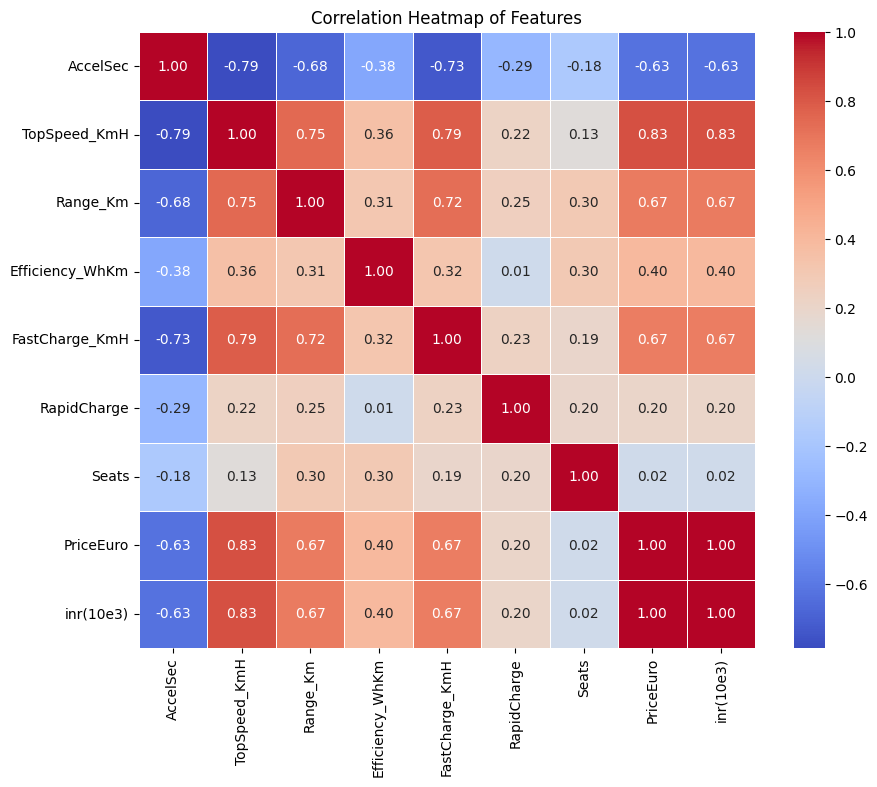 Correlation Heatmap of Features
AccelSec 1.00 -0.79 -0.68 -0.38 -0.73 -0.29 -0.18 -0.63 -0.63
TopSpeed_KmH -0.79 1.00 0.75 0.36 0.79 0.22 0.13 0.83 0.83
Range_Km -0.68 0.75 1.00 0.31 0.72 0.25 0.30 0.67 0.67
Efficiency_WhKm -0.38 0.36 0.31 1.00 0.32 0.01 0.30 0.40 0.40
FastCharge_KmH -0.73 0.79 0.72 0.32 1.00 0.23 0.19 0.67 0.67
RapidCharge -0.29 0.22 0.25 0.01 0.23 1.00 0.20 0.20 0.20
Seats -0.18 0.13 0.30 0.30 0.19 0.20 1.00 0.02 0.02
PriceEuro -0.63 0.83 0.67 0.40 0.67 0.20 0.02 1.00 1.00
inr(10e3) -0.63 0.83 0.67 0.40 0.67 0.20 0.02 1.00 1.00
AccelSec TopSpeed_KmH Range_Km Efficiency_WhKm FastCharge_KmH RapidCharge Seats PriceEuro inr(10e3)
1.0
0.8
0.6
0.4
0.2
0.0
−0.2
−0.4
−0.6